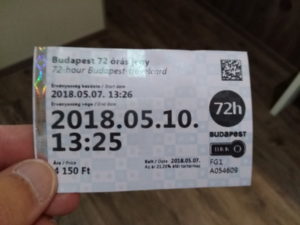 Budapest 72 órás jegy
72-hour Budapest-travelcard
Érvényesség kezdete / Start date
2018.05.07. 13:26
Érvényesség vége / End date
2018.05.10.
13:25
72h
BUDAPEST
BKK
Ára / Price
4 150 Ft
Kelt / Date 2018.05.07.
FG1
A054609